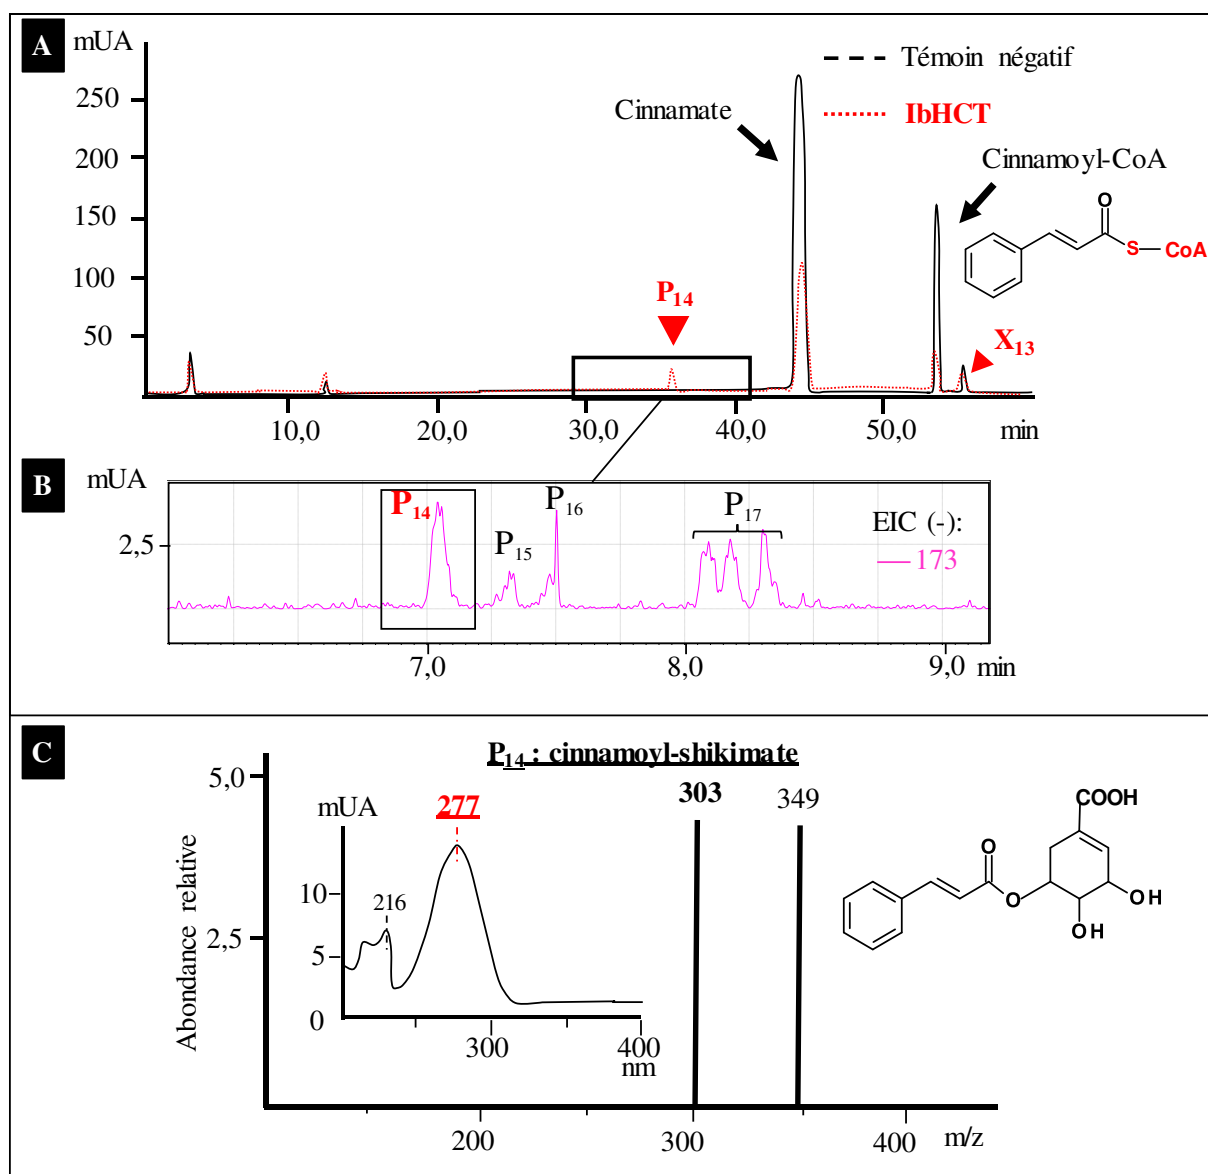 A
mUA
250
200
150
100
50
Cinnamate
Témoin négatif
IbHCT
Cinnamoyl-CoA
O
S
CoA
P14
X13
10,0
20,0
30,0
40,0
50,0
min
B
mUA
2,5
P14
P15
P16
P17
EIC (-):
173
7,0
8,0
9,0
min
C
P14 : cinnamoyl-shikimate
5,0
2,5
Abondance relative
303
349
mUA
277
216
10
5
0
300
400
nm
COOH
O
O
OH
OH
200
300
400
m/z